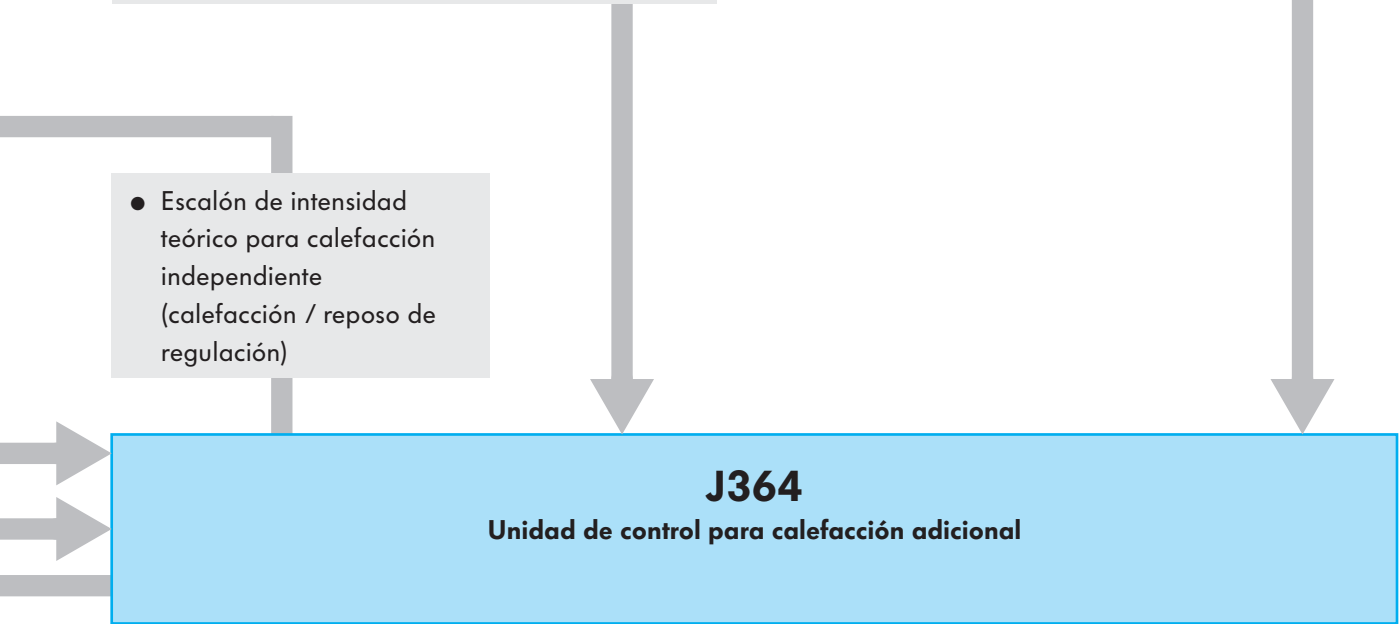 ● Escalón de intensidad
teórico para calefacción
independiente
(calefacción / reposo de
regulación)
J364
Unidad de control para calefacción adicional